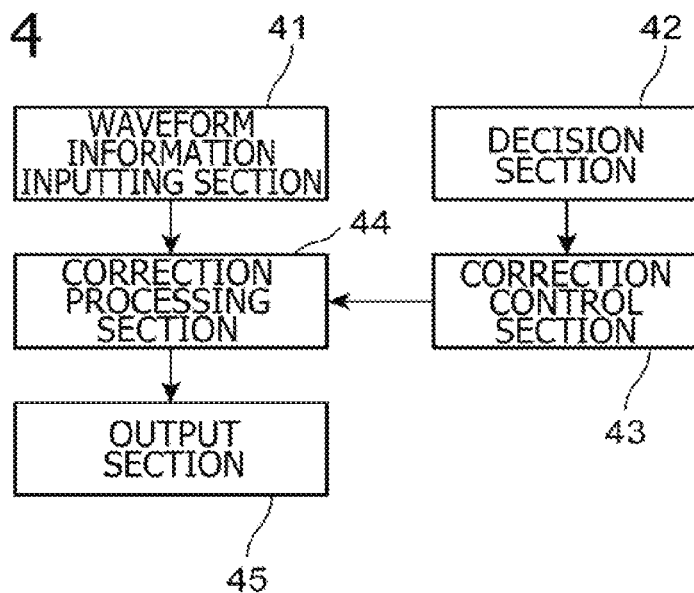 4
41
42
WAVEFORM
INFORMATION
INPUTTING SECTION
DECISION
SECTION
44
CORRECTION
PROCESSING
SECTION
CORRECTION
CONTROL
SECTION
43
OUTPUT
SECTION
45